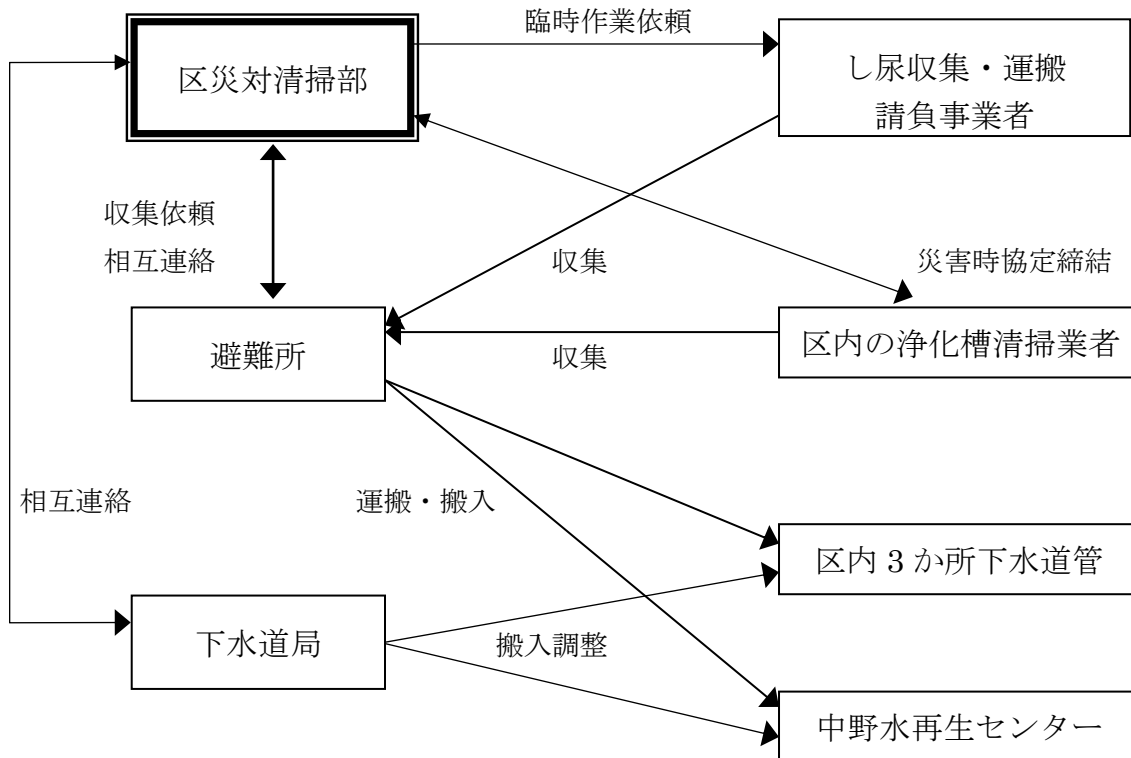 臨時作業依頼
区災対清掃部
し尿収集・運搬
請負事業者
収集依頼
相互連絡
収集
災害時協定締結
避難所
収集
区内の浄化槽清掃業者
相互連絡
運搬・搬入
区内3か所下水道管
下水道局
搬入調整
中野水再生センター